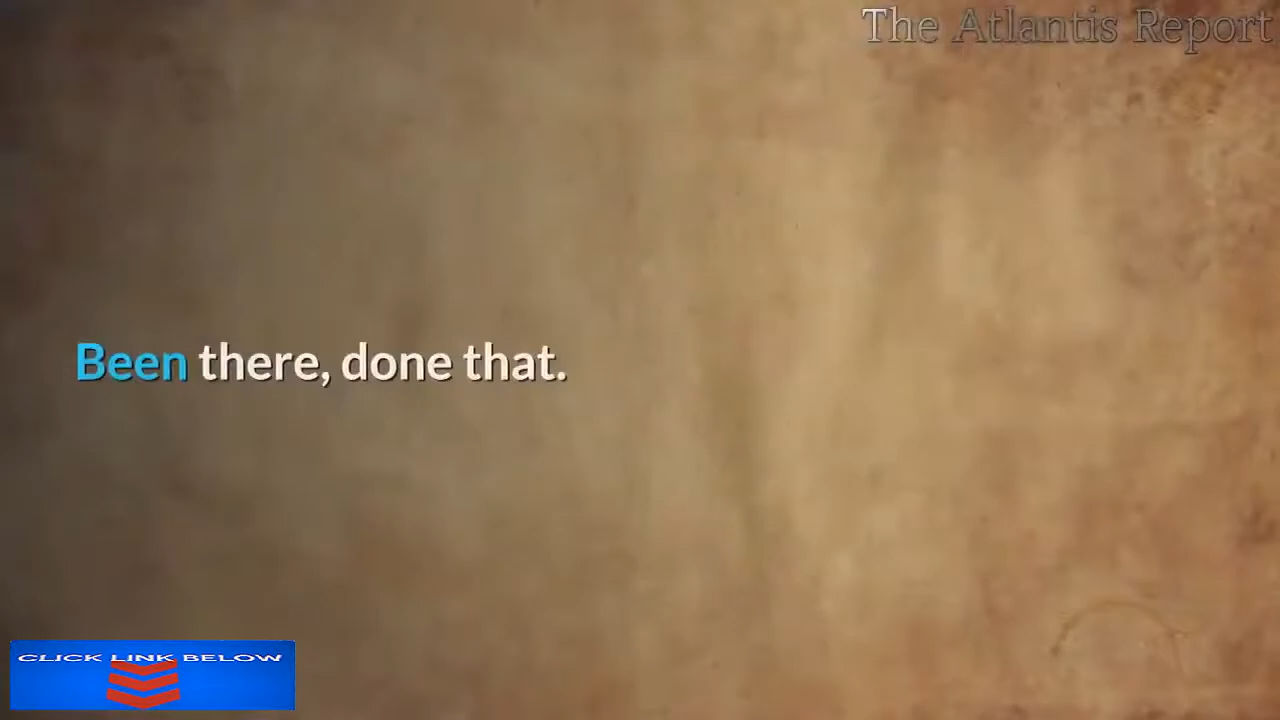 The Atlantis Report
Been there, done that.
CLICK LINK BELOW